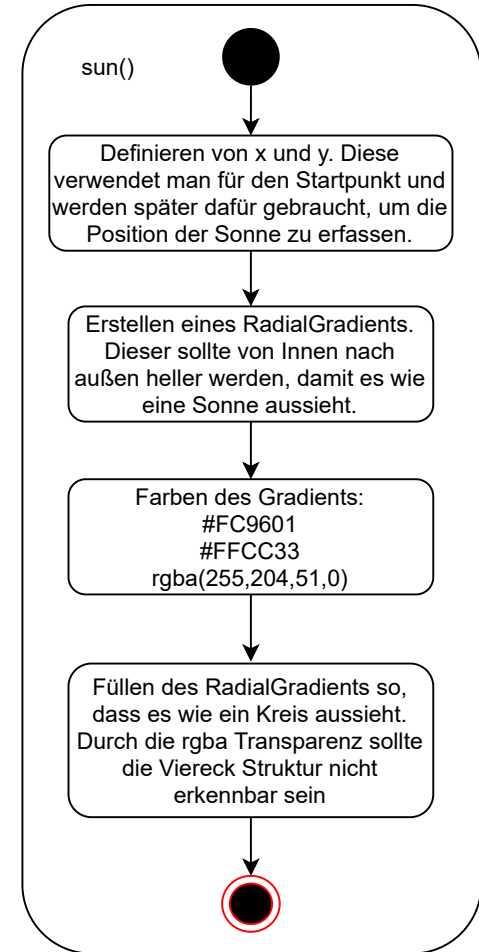 sun()
Definieren von x und y. Diese
verwendet man für den Startpunkt und
werden später dafür gebraucht, um die
Position der Sonne zu erfassen.
Erstellen eines RadialGradients.
Dieser sollte von Innen nach
außen heller werden, damit es wie
eine Sonne aussieht.
Farben des Gradients:
#FC9601
#FFCC33
rgba(255,204,51,0)
Füllen des RadialGradients so,
dass es wie ein Kreis aussieht.
Durch die rgba Transparenz sollte
die Viereck Struktur nicht
erkennbar sein